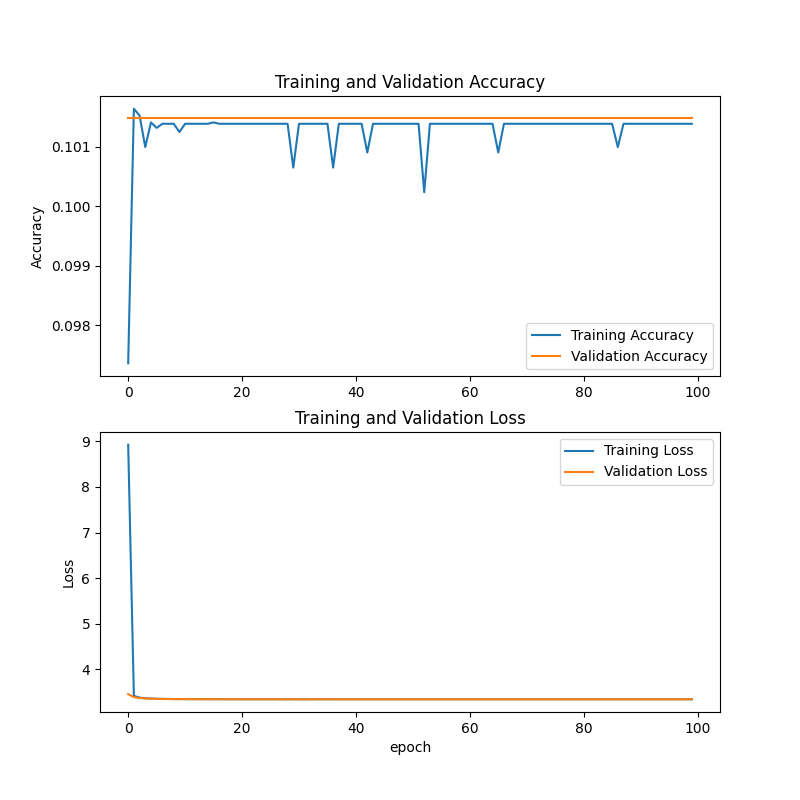 Training and Validation Accuracy
Accuracy
0.101
0.100
0.099
0.098
Training Accuracy
Validation Accuracy
0 20 40 60 80 100
Training and Validation Loss
Loss
9
8
7
6
5
4
Training Loss
Validation Loss
0 20 40 60 80 100
epoch